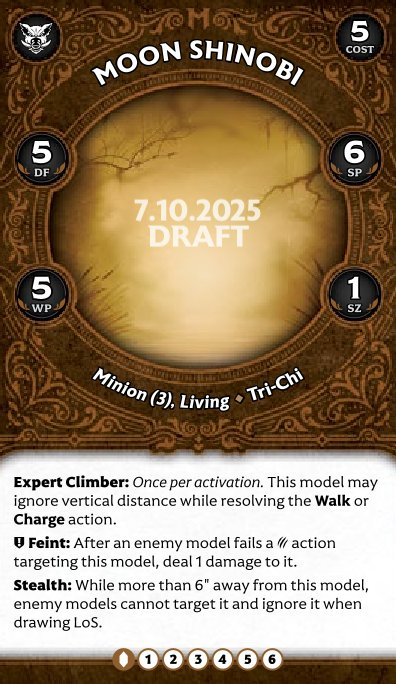 MOON SHINOBI
5
COST
5
DF
6
SP
7.10.2025
DRAFT
5
WP
1
SZ
Minion (3), Living ♦ Tri-Chi
Expert Climber: Once per activation. This model may
ignore vertical distance while resolving the Walk or
Charge action.
Feint: After an enemy model fails a action
targeting this model, deal 1 damage to it.
Stealth: While more than 6" away from this model,
enemy models cannot target it and ignore it when
drawing LoS.
1 2 3 4 5 6